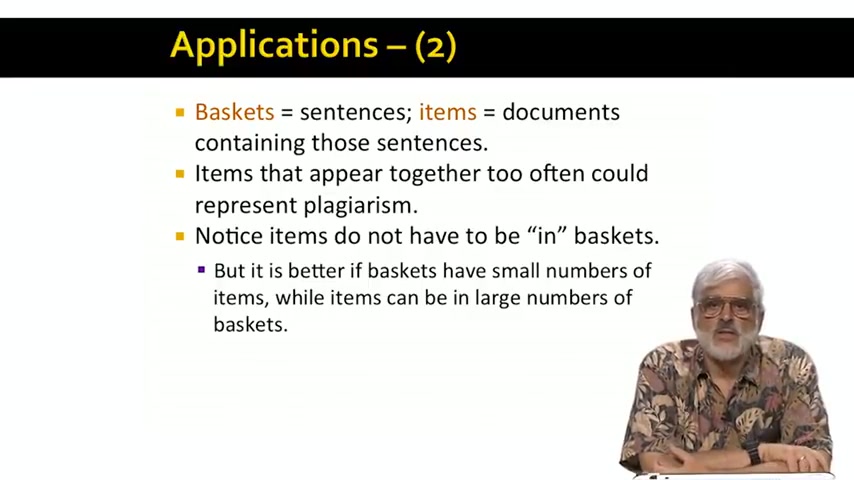 Applications – (2)
Baskets = sentences; items = documents
containing those sentences.
Items that appear together too often could
represent plagiarism.
Notice items do not have to be “in” baskets.
But it is better if baskets have small numbers of
items, while items can be in large numbers of
baskets.